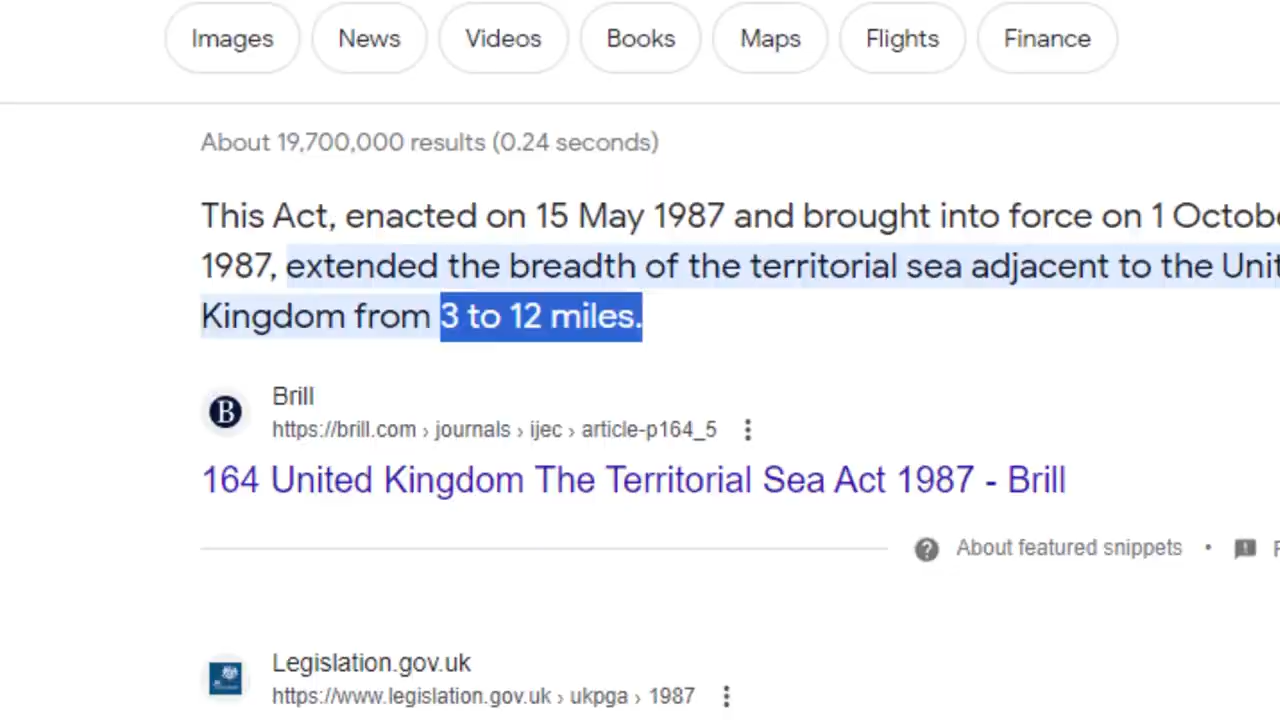 Images News Videos Books Maps Flights Finance
About 19,700,000 results (0.24 seconds)
This Act, enacted on 15 May 1987 and brought into force on 1 Octobe
1987, extended the breadth of the territorial sea adjacent to the Unit
Kingdom from 3 to 12 miles.
B
Brill
https://brill.com › journals › ijec › article-p164_5
164 United Kingdom The Territorial Sea Act 1987 - Brill
About featured snippets • F
Legislation.gov.uk
https://www.legislation.gov.uk › ukpga › 1987